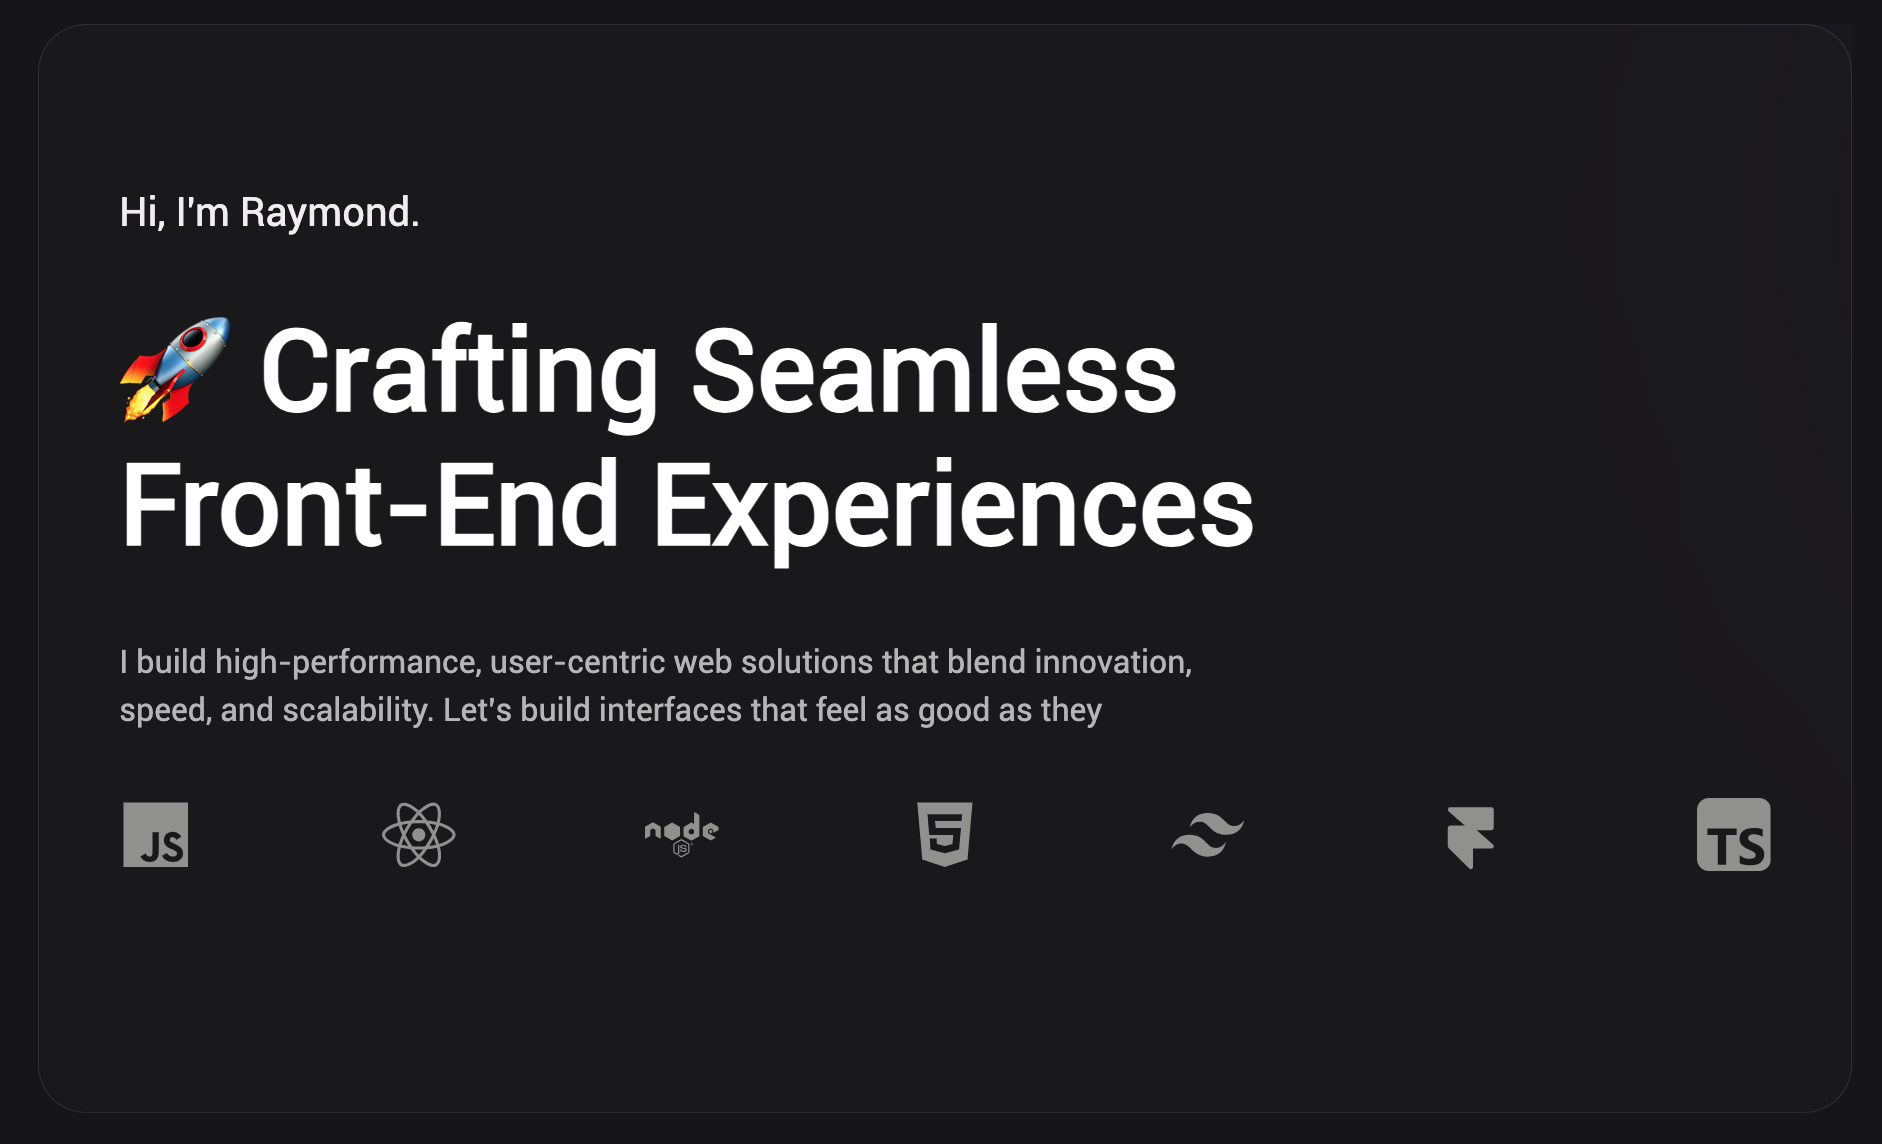 Hi, I'm Raymond.
🚀 Crafting Seamless
Front-End Experiences
I build high-performance, user-centric web solutions that blend innovation,
speed, and scalability. Let's build interfaces that feel as good as they
JS
node
JS
5
TS